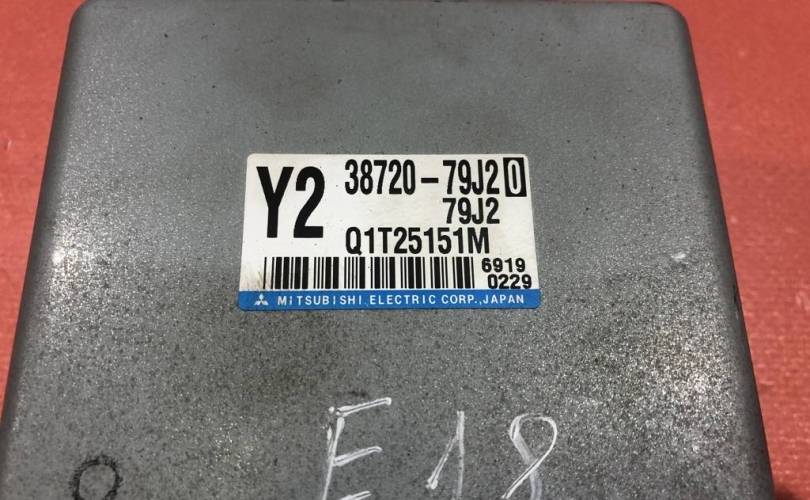 Y2 38720-79J20
79J2
Q1T25151M
6919
0229
MITSUBISHI ELECTRIC CORP., JAPAN
E18